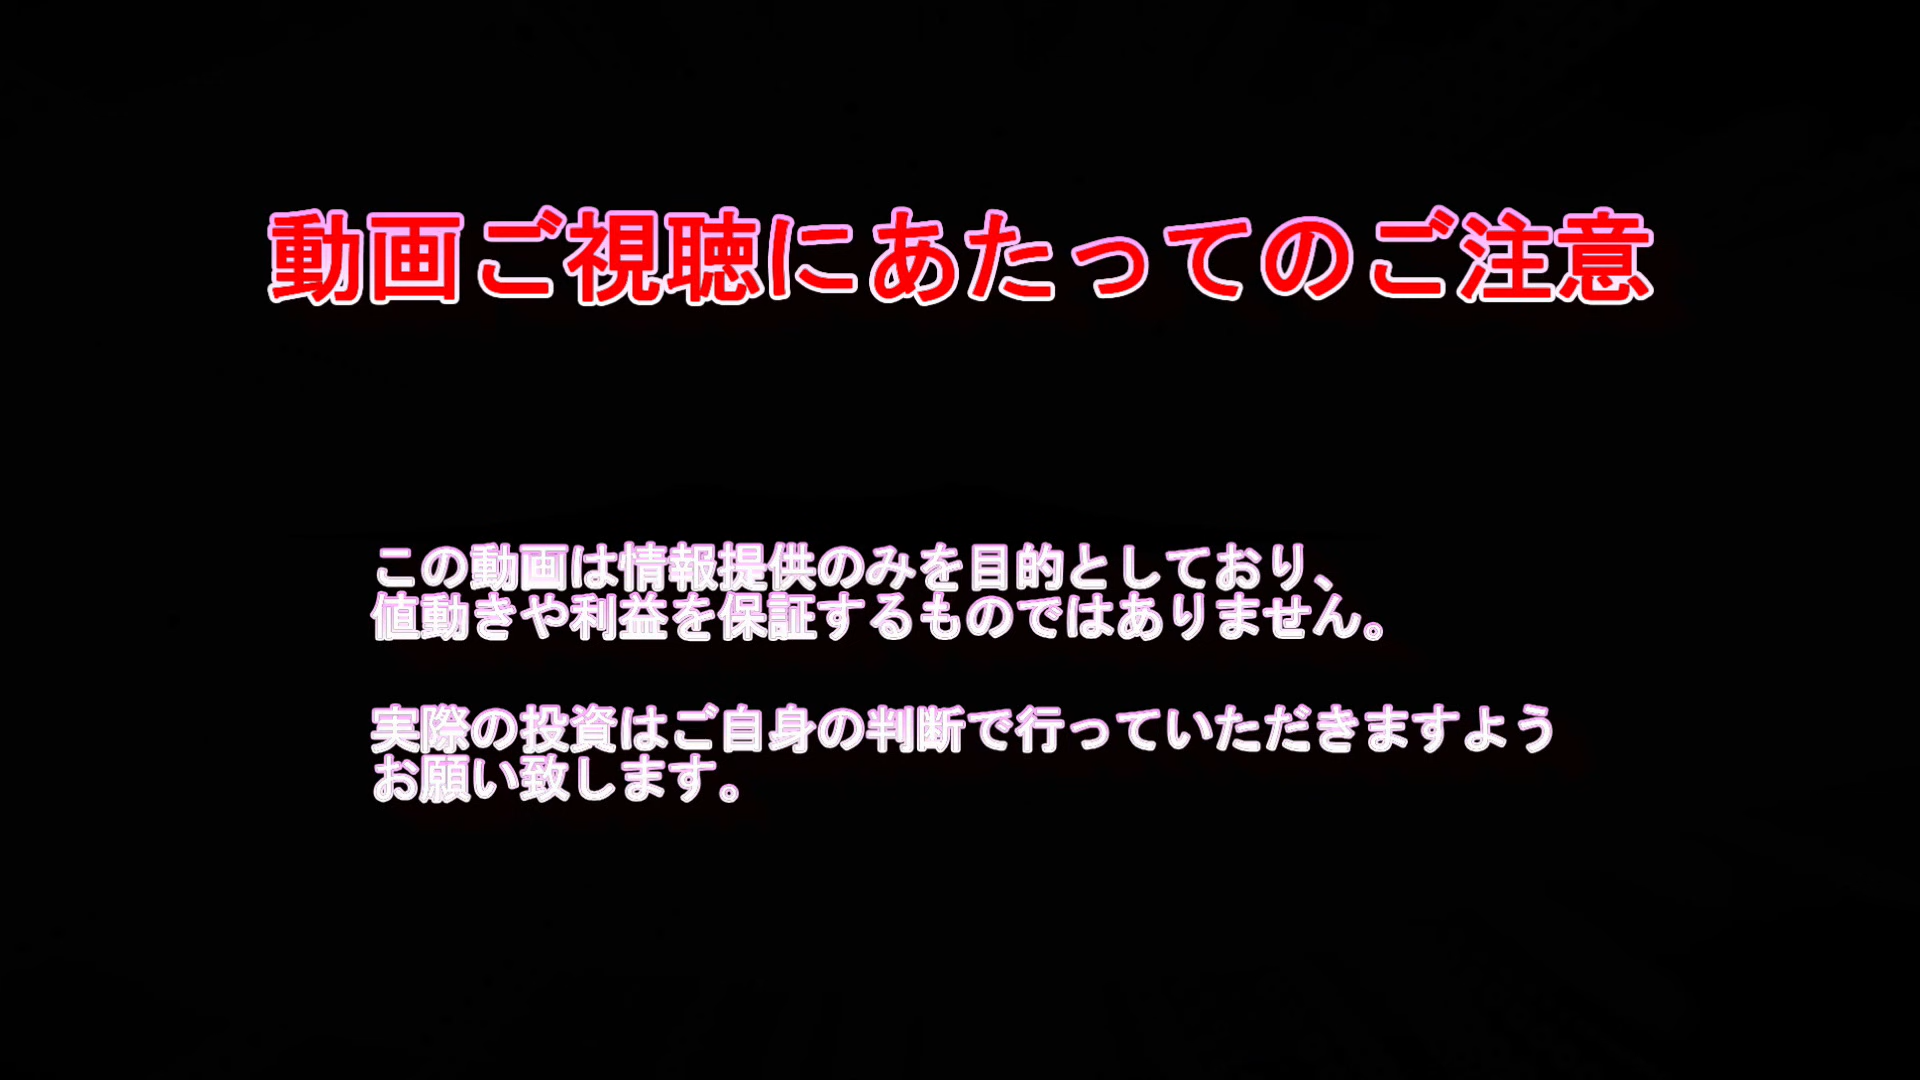 動画ご視聴にあたってのご注意
この動画は情報提供のみを目的としており、
値動きや利益を保証するものではありません。
実際の投資はご自身の判断で行っていただきますよう
お願い致します。